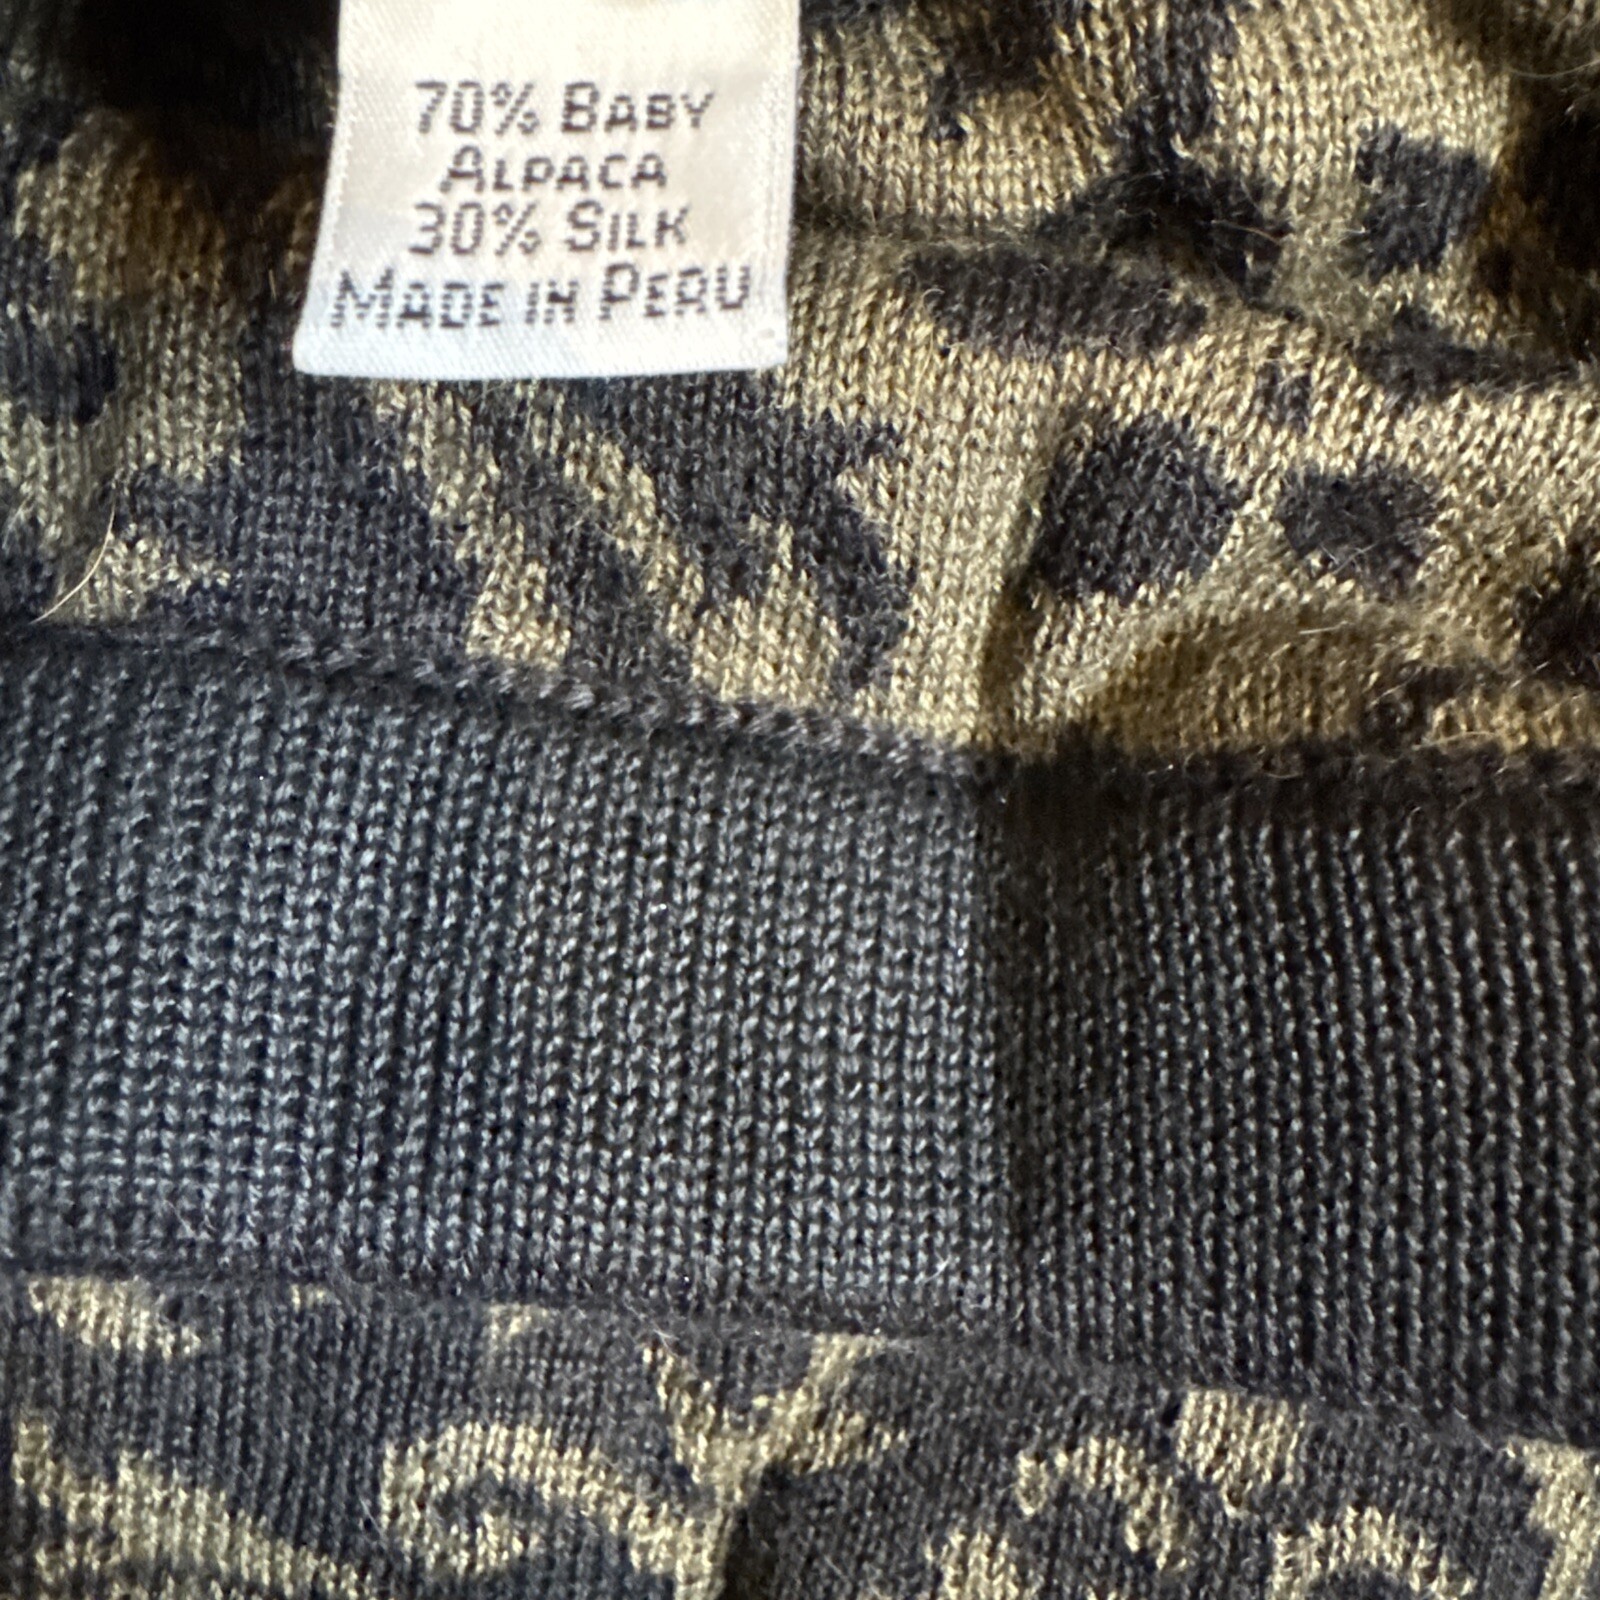 70% Baby
Alpaca
30% Silk
Made in Peru